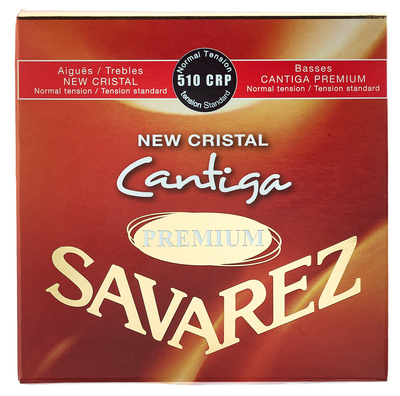 Normal Tension
510 CRP
tension Standard
Aiguës / Trebles
NEW CRISTAL
Normal tension / Tension standard
Basses
CANTIGA PREMIUM
Normal tension / Tension standard
NEW CRISTAL
Cantiga
PREMIUM
SAVAREZ